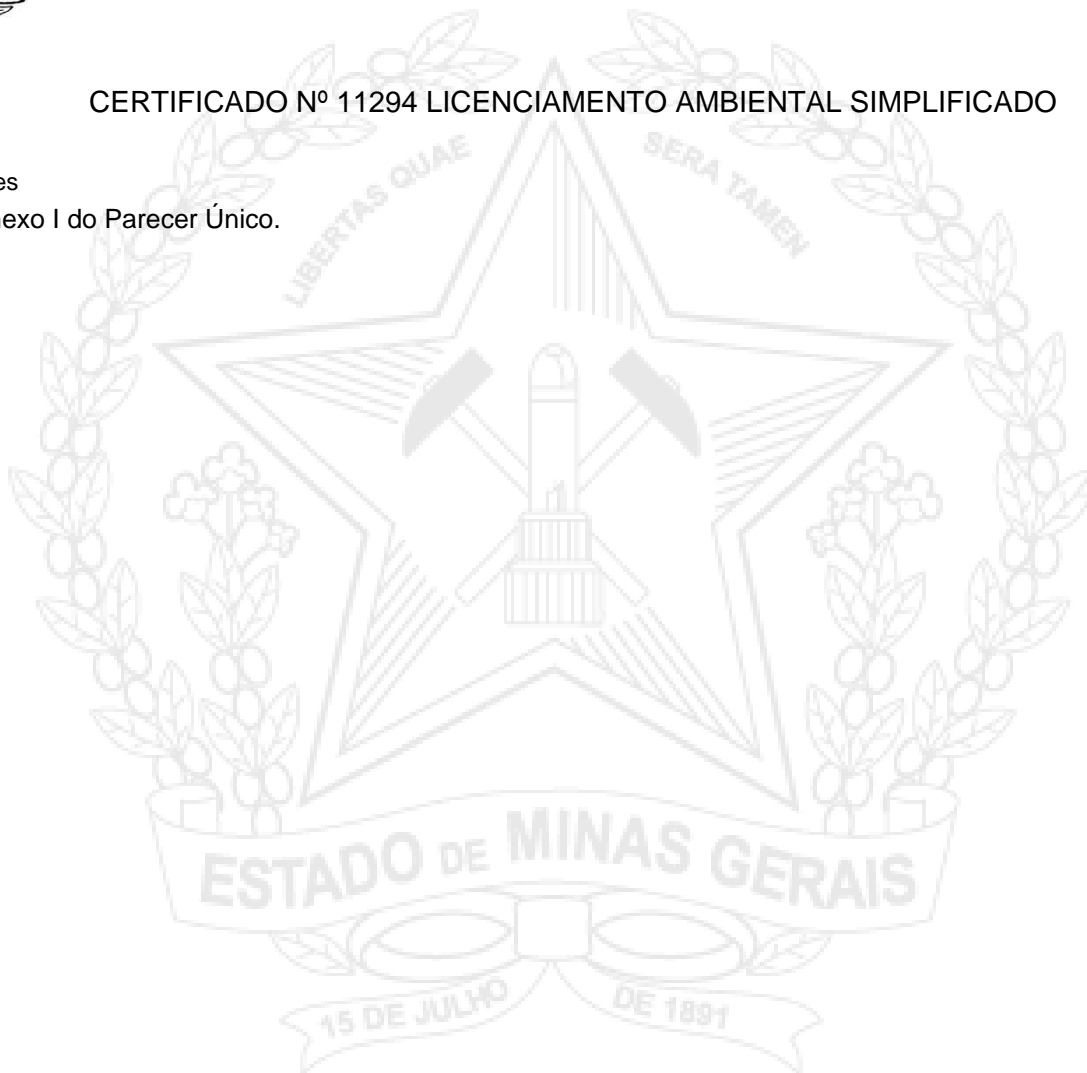 CERTIFICADO Nº 11294 LICENCIAMENTO AMBIENTAL SIMPLIFICADO
es
exo I do Parecer Único.
LIBERTAS QUAE SERA TAMEN
ESTADO DE MINAS GERAIS
15 DE JULHO DE 1891